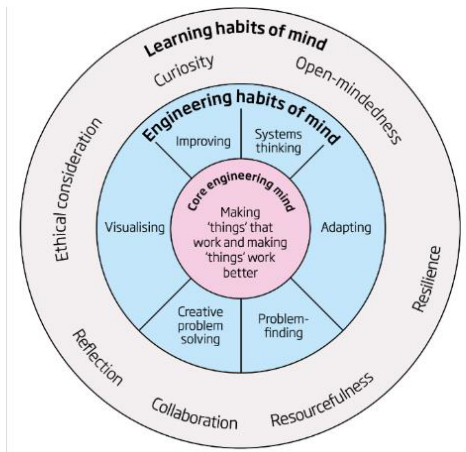 Learning habits of mind
Curiosity
Open-mindedness
Ethical consideration
Resilience
Reflection
Collaboration
Resourcefulness
Engineering habits of mind
Improving
Systems
thinking
Visualising
Adapting
Creative
problem
solving
Problem-
finding
Core engineering mind
Making
'things' that
work and making
'things' work
better